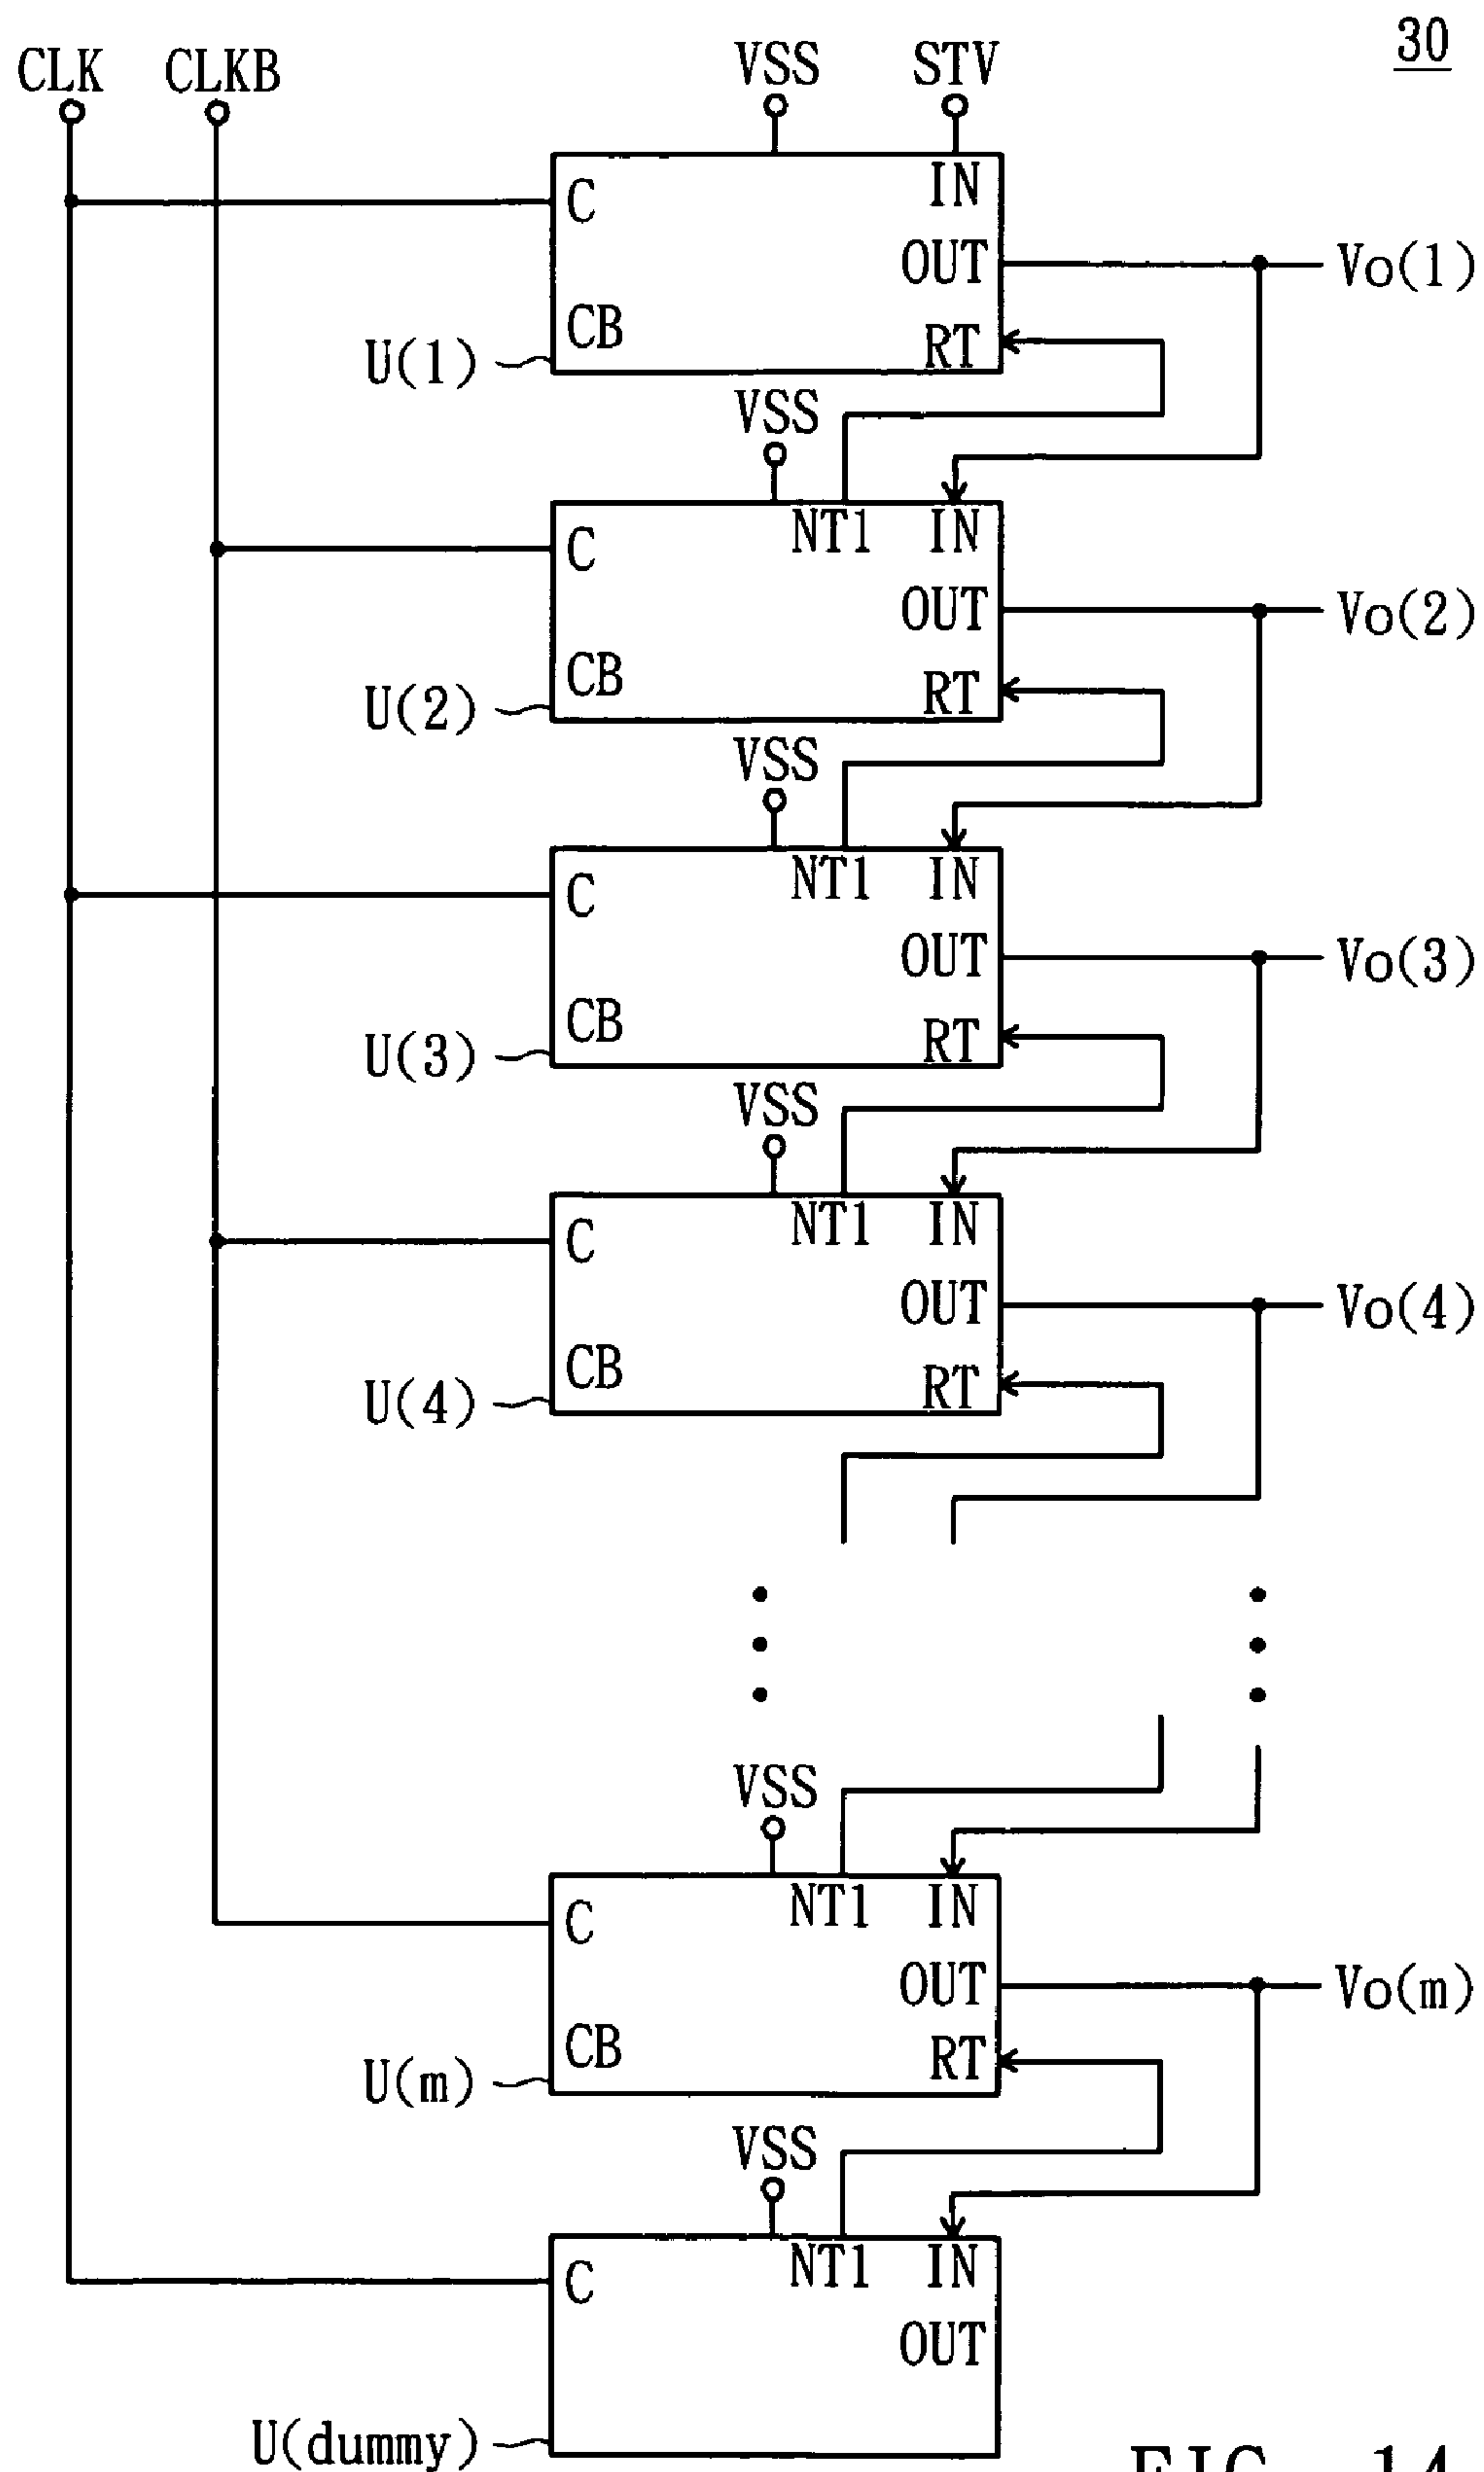 30
CLK CLKB VSS STV
C IN
OUT Vo(1)
CB RT
U(1)
VSS
NT1 IN
C
OUT Vo(2)
CB RT
U(2)
VSS
NT1 IN
C
OUT Vo(3)
CB RT
U(3)
VSS
NT1 IN
C
OUT Vo(4)
CB RT
U(4)
VSS
NT1 IN
C
OUT Vo(m)
CB RT
U(m)
VSS
NT1 IN
C
OUT
U(dummy)
FIG. 14